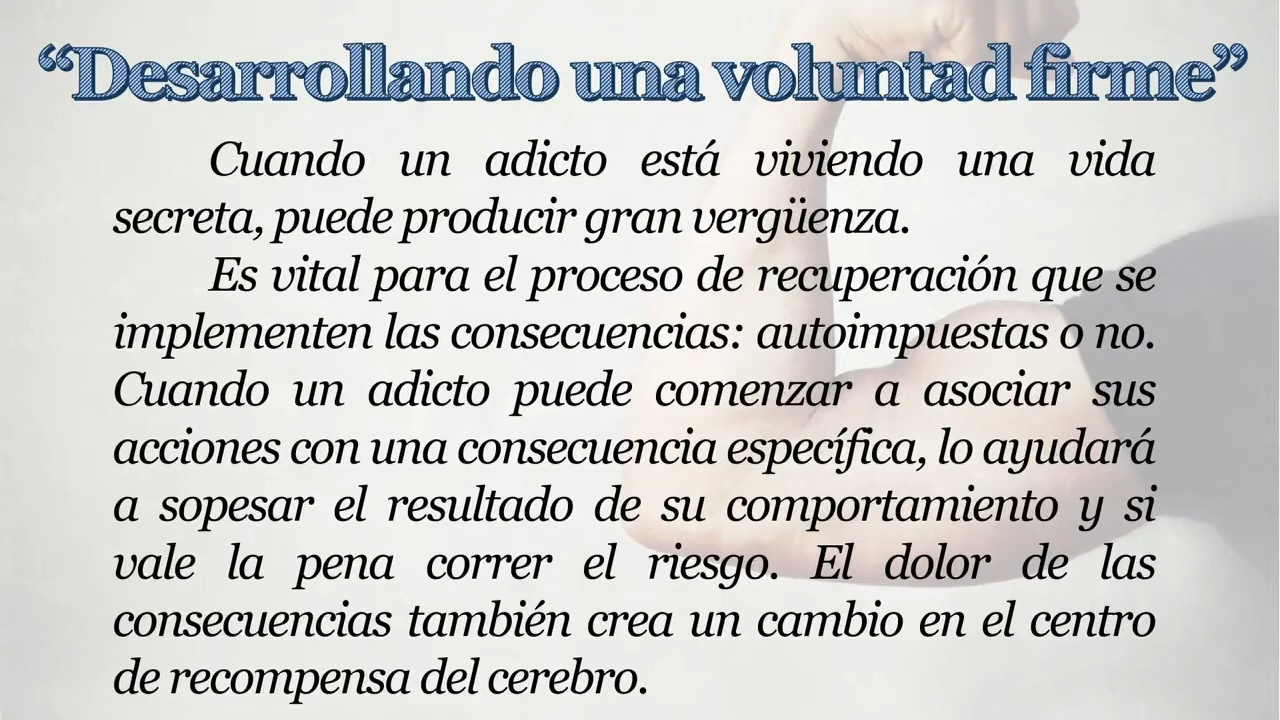 “Desarrollando una voluntad firme”
Cuando un adicto está viviendo una vida
secreta, puede producir gran vergüenza.
Es vital para el proceso de recuperación que se
implementen las consecuencias: autoimpuestas o no.
Cuando un adicto puede comenzar a asociar sus
acciones con una consecuencia específica, lo ayudará
a sopesar el resultado de su comportamiento y si
vale la pena correr el riesgo. El dolor de las
consecuencias también crea un cambio en el centro
de recompensa del cerebro.